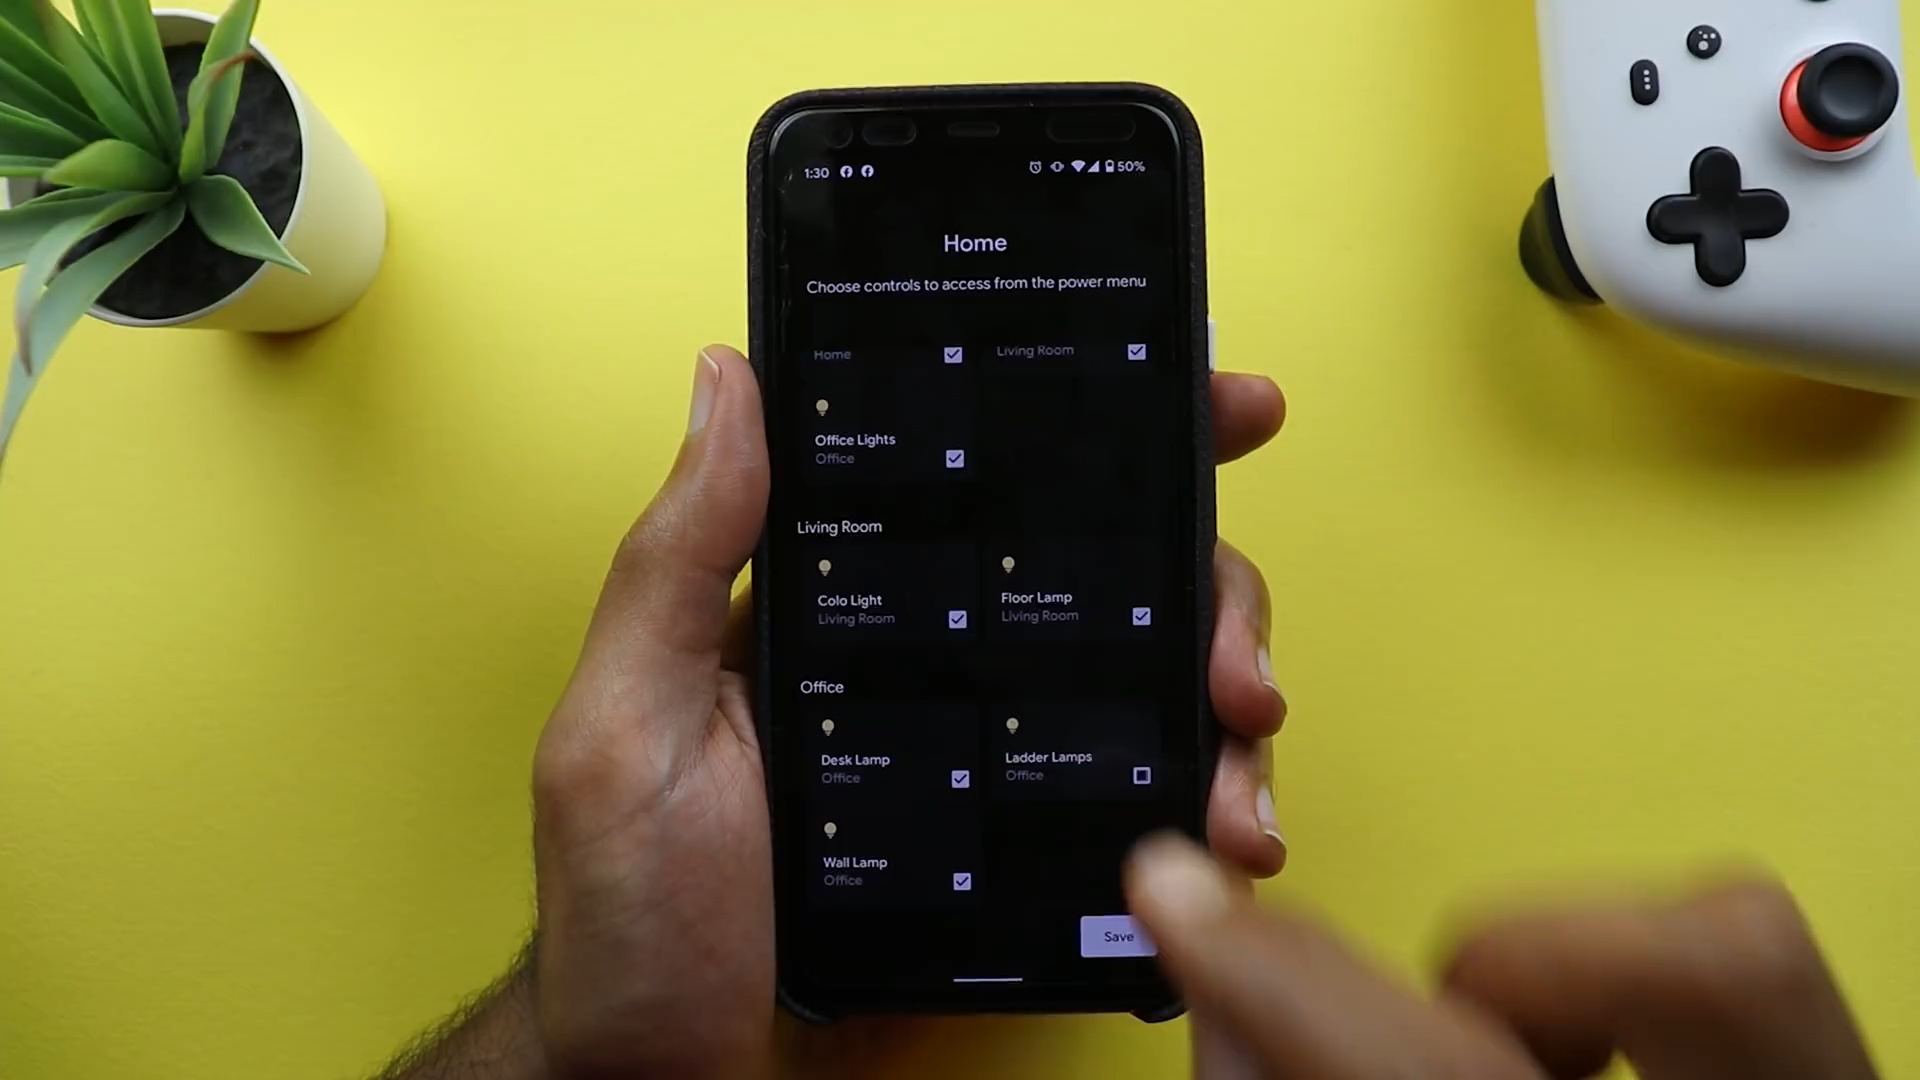 1:30
50%
Home
Choose controls to access from the power menu
Home
Living Room
Office Lights
Office
Living Room
Colo Light
Living Room
Floor Lamp
Living Room
Office
Desk Lamp
Office
Ladder Lamps
Office
Wall Lamp
Office
Save